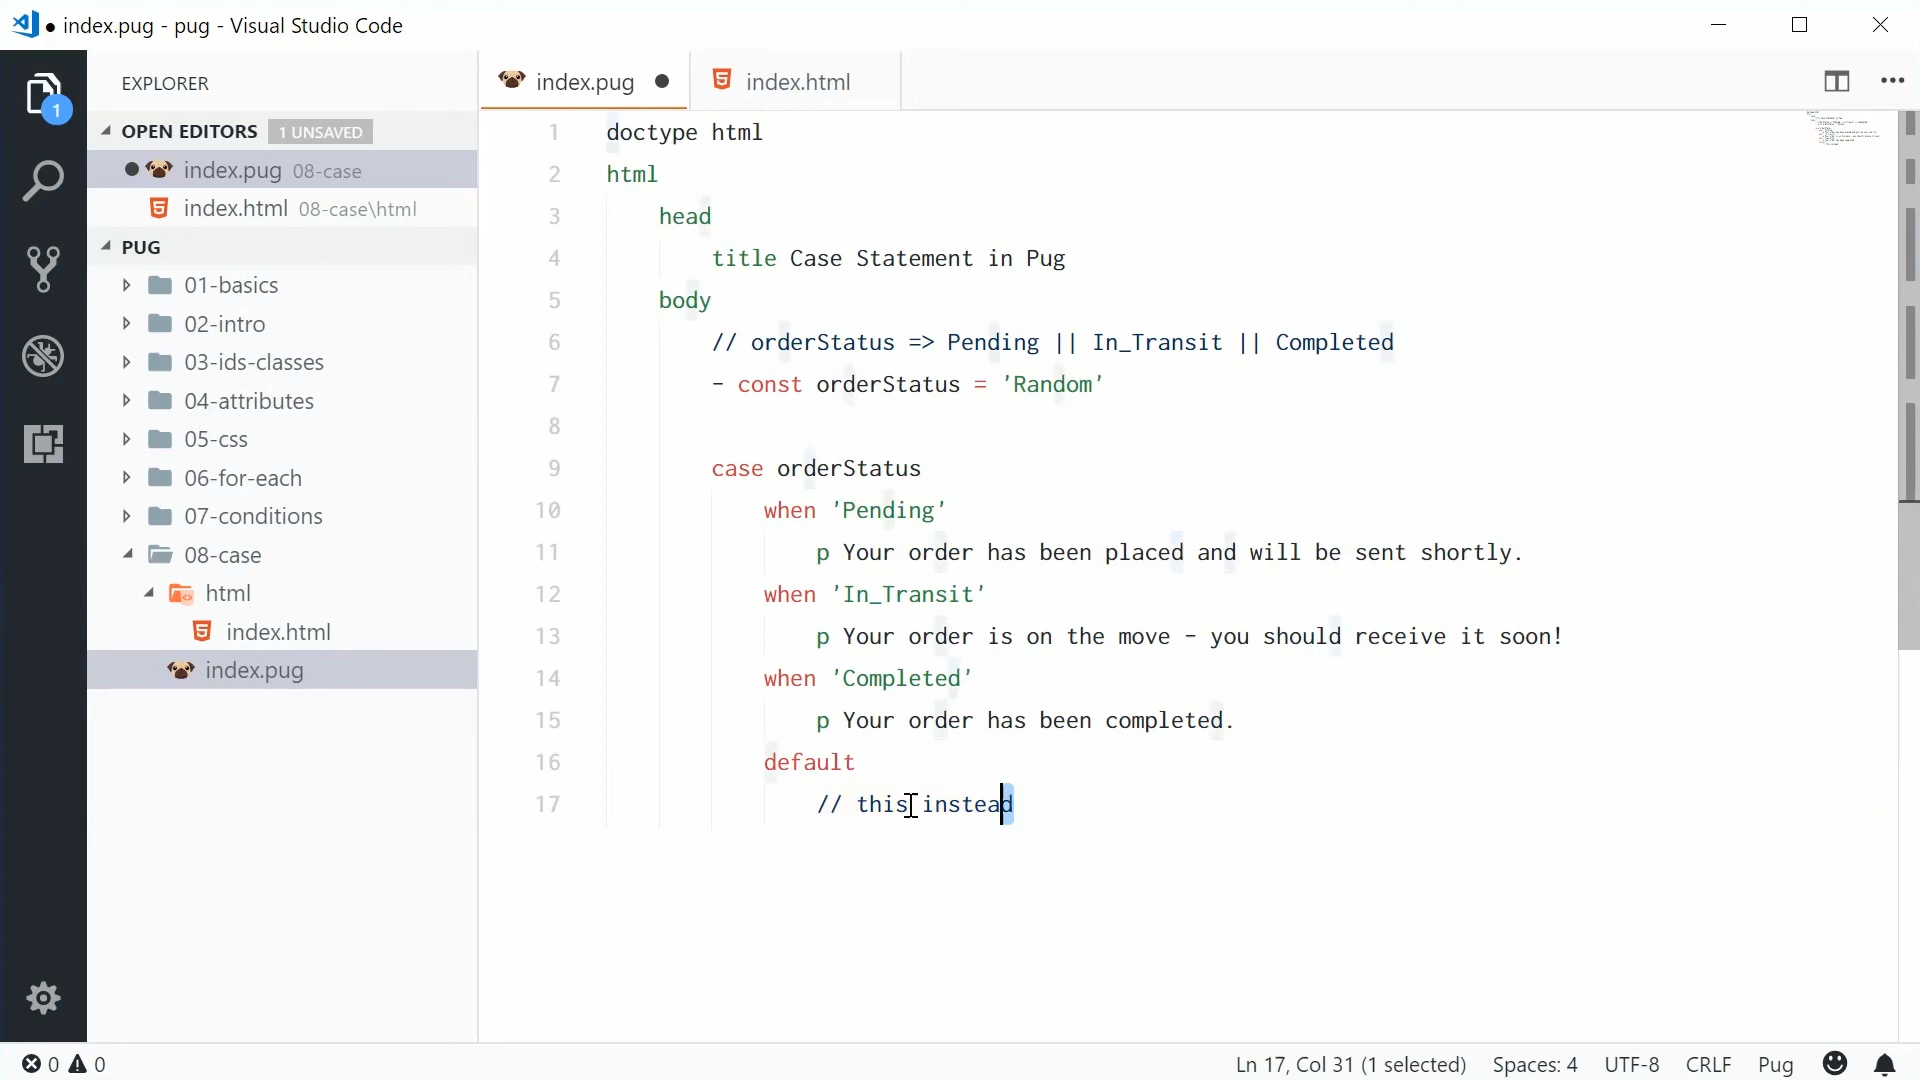 ● index.pug - pug - Visual Studio Code
EXPLORER
OPEN EDITORS 1 UNSAVED
index.pug 08-case
index.html 08-case\html
PUG
01-basics
02-intro
03-ids-classes
04-attributes
05-css
06-for-each
07-conditions
08-case
html
index.html
index.pug
1
index.pug ●
index.html
1 doctype html
2 html
3 head
4 title Case Statement in Pug
5 body
6 // orderStatus => Pending || In_Transit || Completed
7 - const orderStatus = 'Random'
8
9 case orderStatus
10 when 'Pending'
11 p Your order has been placed and will be sent shortly.
12 when 'In_Transit'
13 p Your order is on the move - you should receive it soon!
14 when 'Completed'
15 p Your order has been completed.
16 default
17 // this instead
0 0
Ln 17, Col 31 (1 selected) Spaces: 4 UTF-8 CRLF Pug